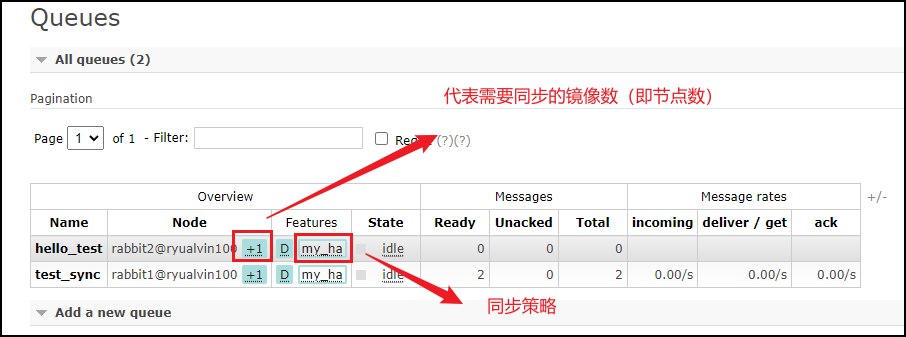 Queues
All queues (2)
代表需要同步的镜像数（即节点数）
Pagination
Page 1 of 1 - Filter: Regex (?)(?)
Overview Messages Message rates +/-
Name Node Features State Ready Unacked Total incoming deliver / get ack
hello_test rabbit2@ryualvin100 +1 D my_ha idle 0 0 0
test_sync rabbit1@ryualvin100 +1 D my_ha idle 2 0 2 0.00/s 0.00/s 0.00/s
同步策略
Add a new queue